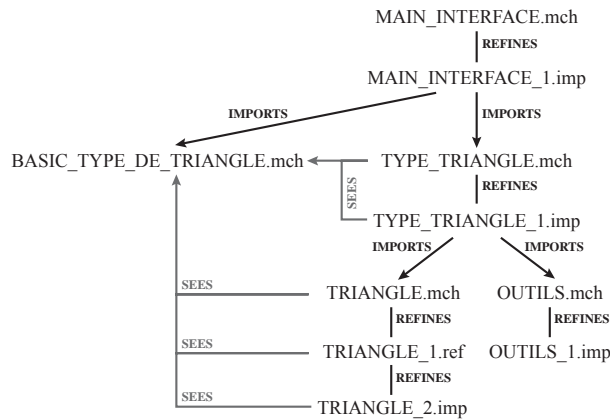 MAIN_INTERFACE.mch
REFINES
MAIN_INTERFACE_1.imp
IMPORTS
IMPORTS
BASIC_TYPE_DE_TRIANGLE.mch
TYPE_TRIANGLE.mch
SEES
REFINES
TYPE_TRIANGLE_1.imp
IMPORTS
IMPORTS
SEES
TRIANGLE.mch
OUTILS.mch
REFINES
REFINES
SEES
TRIANGLE_1.ref
OUTILS_1.imp
REFINES
SEES
TRIANGLE_2.imp